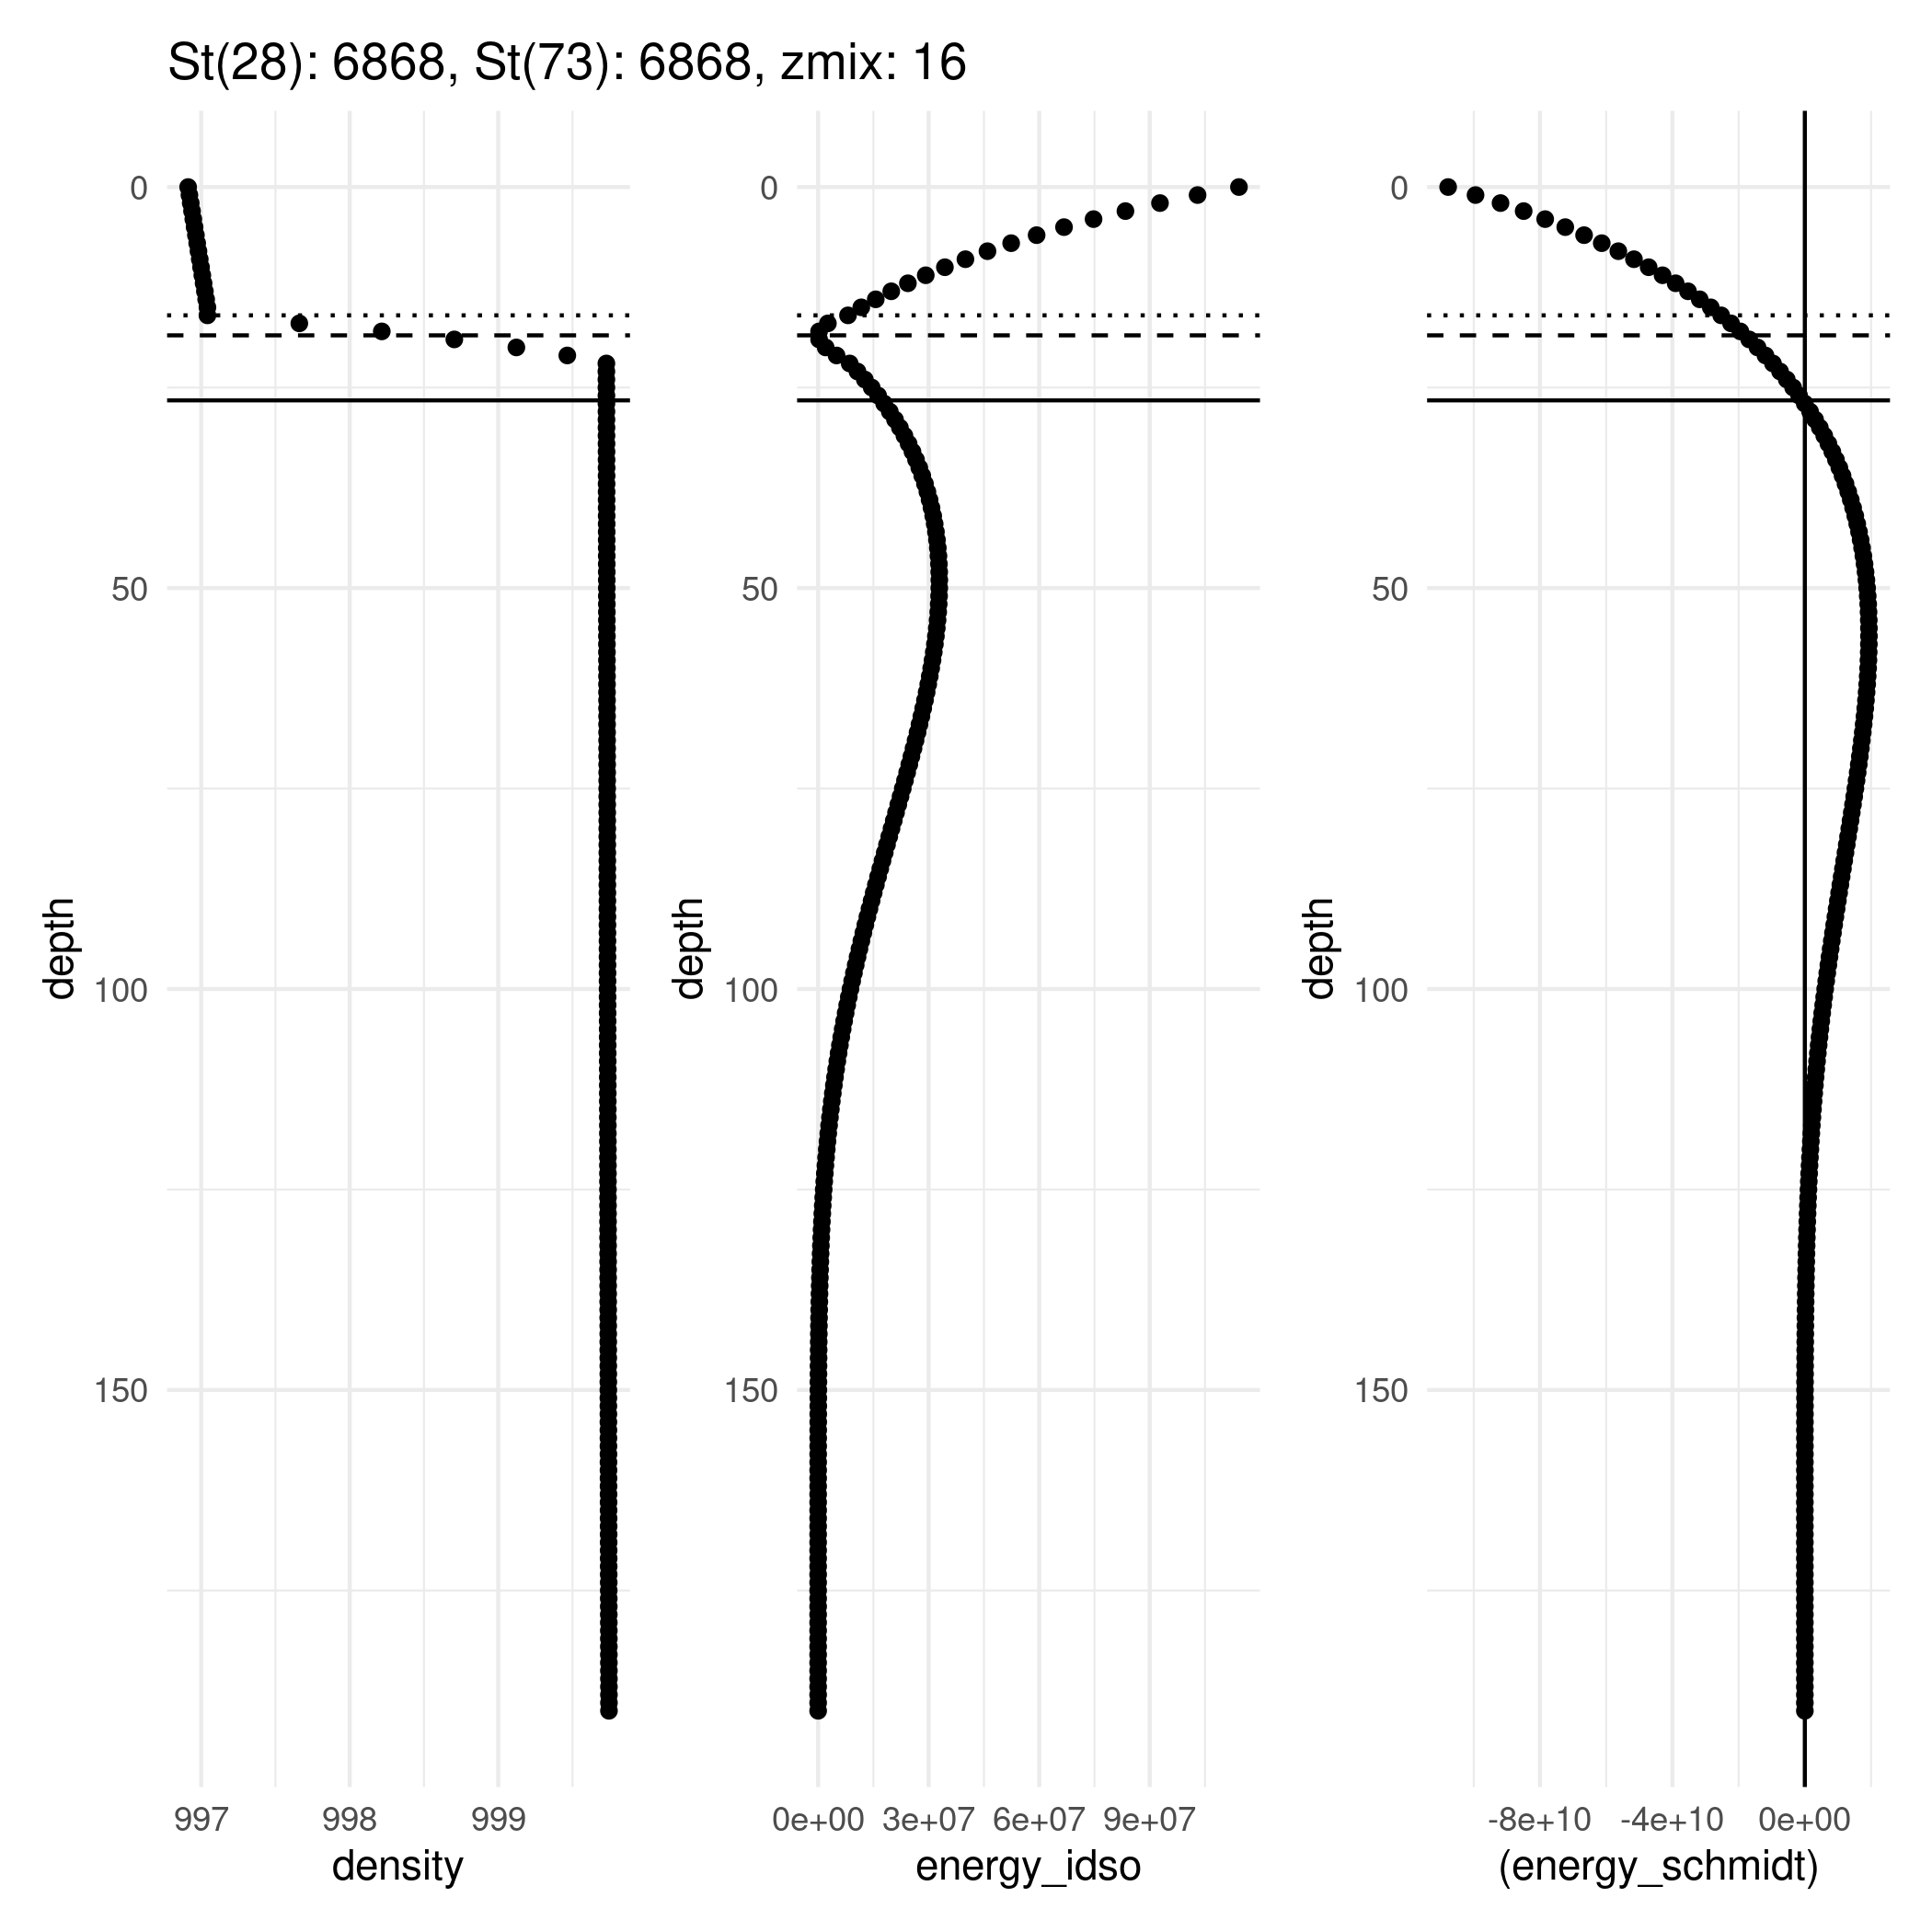 St(28): 6868, St(73): 6868, zmix: 16
0
50
100
150
depth
997 998 999
density
0
50
100
150
depth
0e+00 3e+07 6e+07 9e+07
energy_idso
0
50
100
150
depth
-8e+10 -4e+10 0e+00
(energy_schmidt)